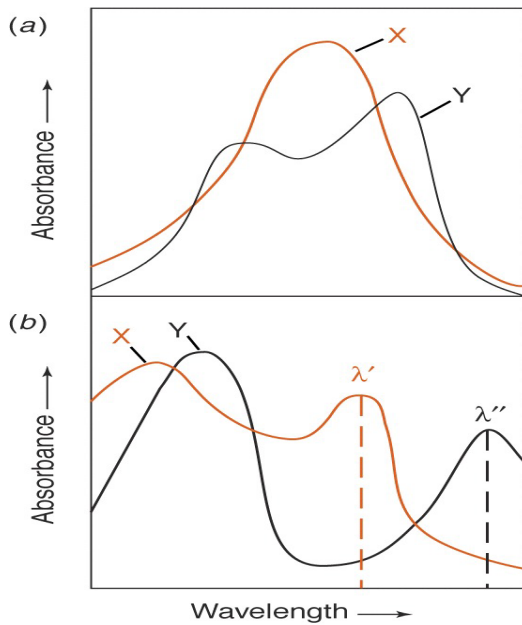 (a)
X
Y
Absorbance →
(b)
X
Y
λ′
λ″
Absorbance →
Wavelength →